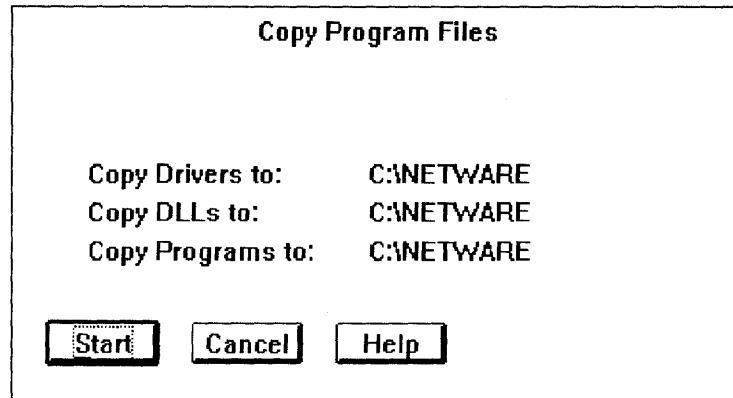 Copy Program Files
Copy Drivers to: C:\NETWARE
Copy DLLs to: C:\NETWARE
Copy Programs to: C:\NETWARE
Start Cancel Help